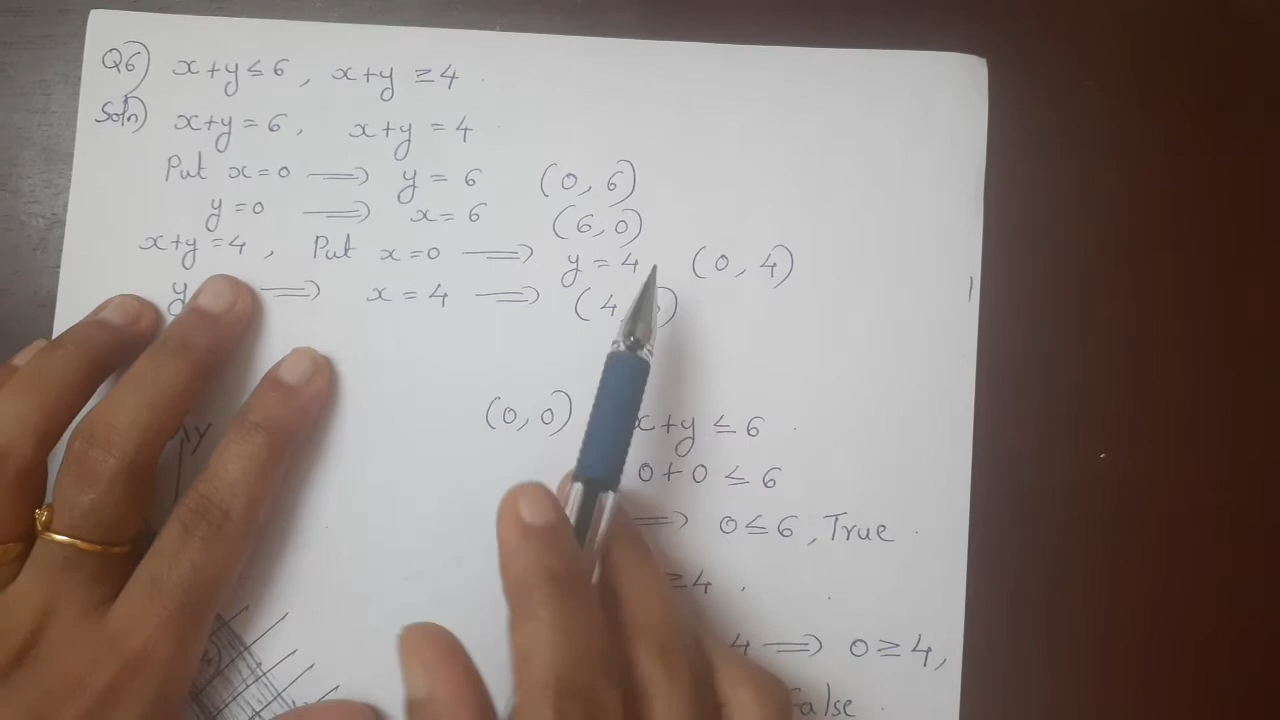 Q6) x+y ≤ 6 , x+y ≥ 4 .
Soln) x+y = 6 , x+y = 4
Put x=0 ⟹ y = 6 (0, 6)
y=0 ⟹ x= 6 (6, 0)
x+y =4 , Put x=0 ⟹ y = 4 (0, 4)
y ⟹ x = 4 ⟹ (4,
(0, 0) x+y ≤ 6 .
0+0 ≤ 6
⟹ 0≤6 , True .
≥4 .
4 ⟹ 0≥4,
False
y